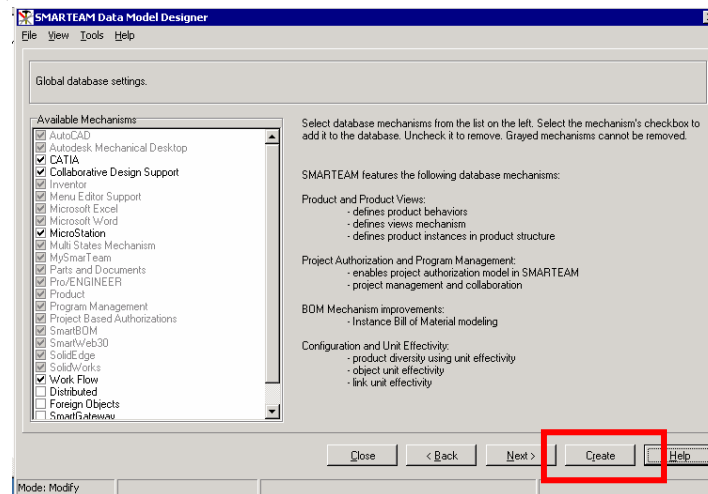 SMARTEAM Data Model Designer
File View Tools Help
Global database settings.
Available Mechanisms
AutoCAD
Autodesk Mechanical Desktop
CATIA
Collaborative Design Support
Inventor
Menu Editor Support
Microsoft Excel
Microsoft Word
MicroStation
Multi States Mechanism
MySmarTeam
Parts and Documents
Pro/ENGINEER
Product
Program Management
Project Based Authorizations
SmartBOM
SmartWeb30
SolidEdge
SolidWorks
Work Flow
Distributed
Foreign Objects
SmartGateway
Select database mechanisms from the list on the left. Select the mechanism's checkbox to
add it to the database. Uncheck it to remove. Grayed mechanisms cannot be removed.
SMARTEAM features the following database mechanisms:
Product and Product Views:
- defines product behaviors
- defines views mechanism
- defines product instances in product structure
Project Authorization and Program Management:
- enables project authorization model in SMARTEAM
- project management and collaboration
BOM Mechanism improvements:
- Instance Bill of Material modeling
Configuration and Unit Effectivity:
- product diversity using unit effectivity
- object unit effectivity
- link unit effectivity
Close < Back Next > Create Help
Mode: Modify